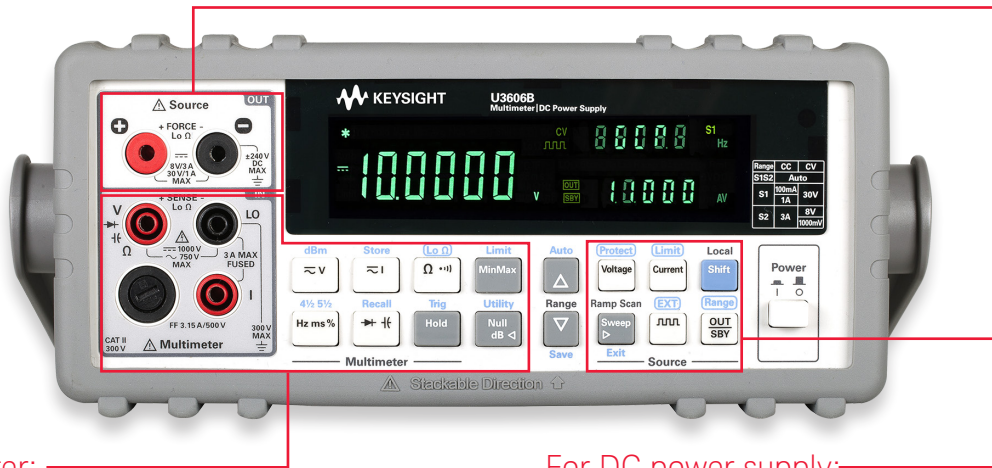 ⚠ Source OUT
+ −
+ FORCE -
Lo Ω
8V/3A
30V/1A
MAX
±240 V
DC
MAX
+ SENSE -
Lo Ω
V LO
Ω
⚠
1000 V
750 V
MAX
3 A MAX
FUSED
I
FF 3.15 A/500 V
CAT II
300 V
⚠ Multimeter
300 V
MAX
KEYSIGHT U3606B
Multimeter|DC Power Supply
* CV S1
Hz
10.0000 V
OUT
SBY
10.000 AV
Range CC CV
S1S2 Auto
S1 100mA 30V
1A
S2 3A 8V
1000mV
dBm Store (Lo Ω) Limit
V I Ω MinMax
4½ 5½ Recall Trig Utility
Hz ms % Hold Null
dB ◁
Multimeter
Auto
△
Range
▽
Save
(Protect) (Limit) Local
Voltage Current Shift
Ramp Scan (EXT) (Range)
Sweep
▷
OUT
SBY
Exit Source
Power
I O
⚠ Stackable Direction ⇧
For DC power supply: